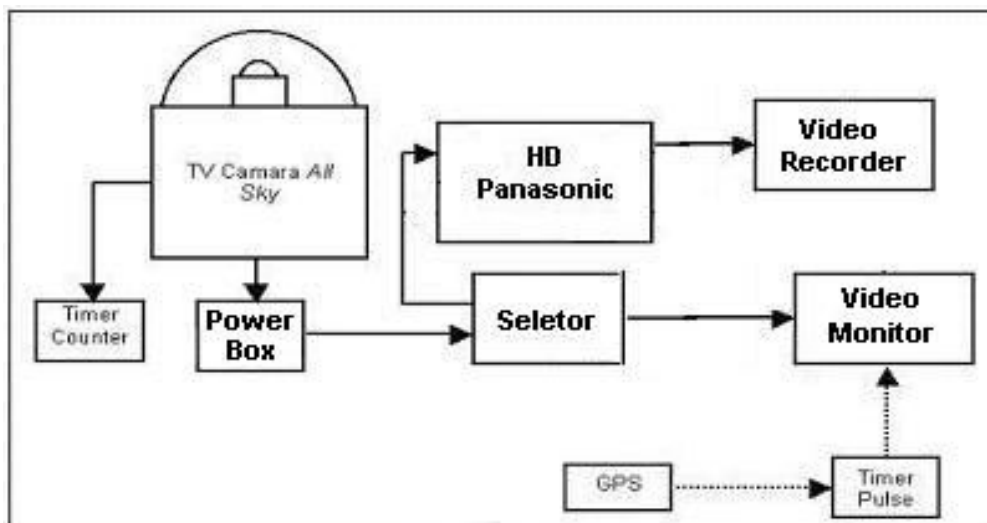 TV Camara All
Sky
HD
Panasonic
Video
Recorder
Timer
Counter
Power
Box
Seletor
Video
Monitor
GPS
Timer
Pulse